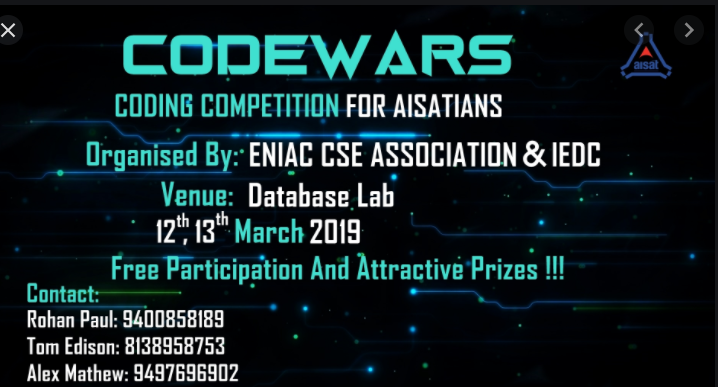 CODEWARS
aisat
CODING COMPETITION FOR AISATIANS
Organised By: ENIAC CSE ASSOCIATION & IEDC
Venue: Database Lab
12th, 13th March 2019
Free Participation And Attractive Prizes !!!
Contact:
Rohan Paul: 9400858189
Tom Edison: 8138958753
Alex Mathew: 9497696902